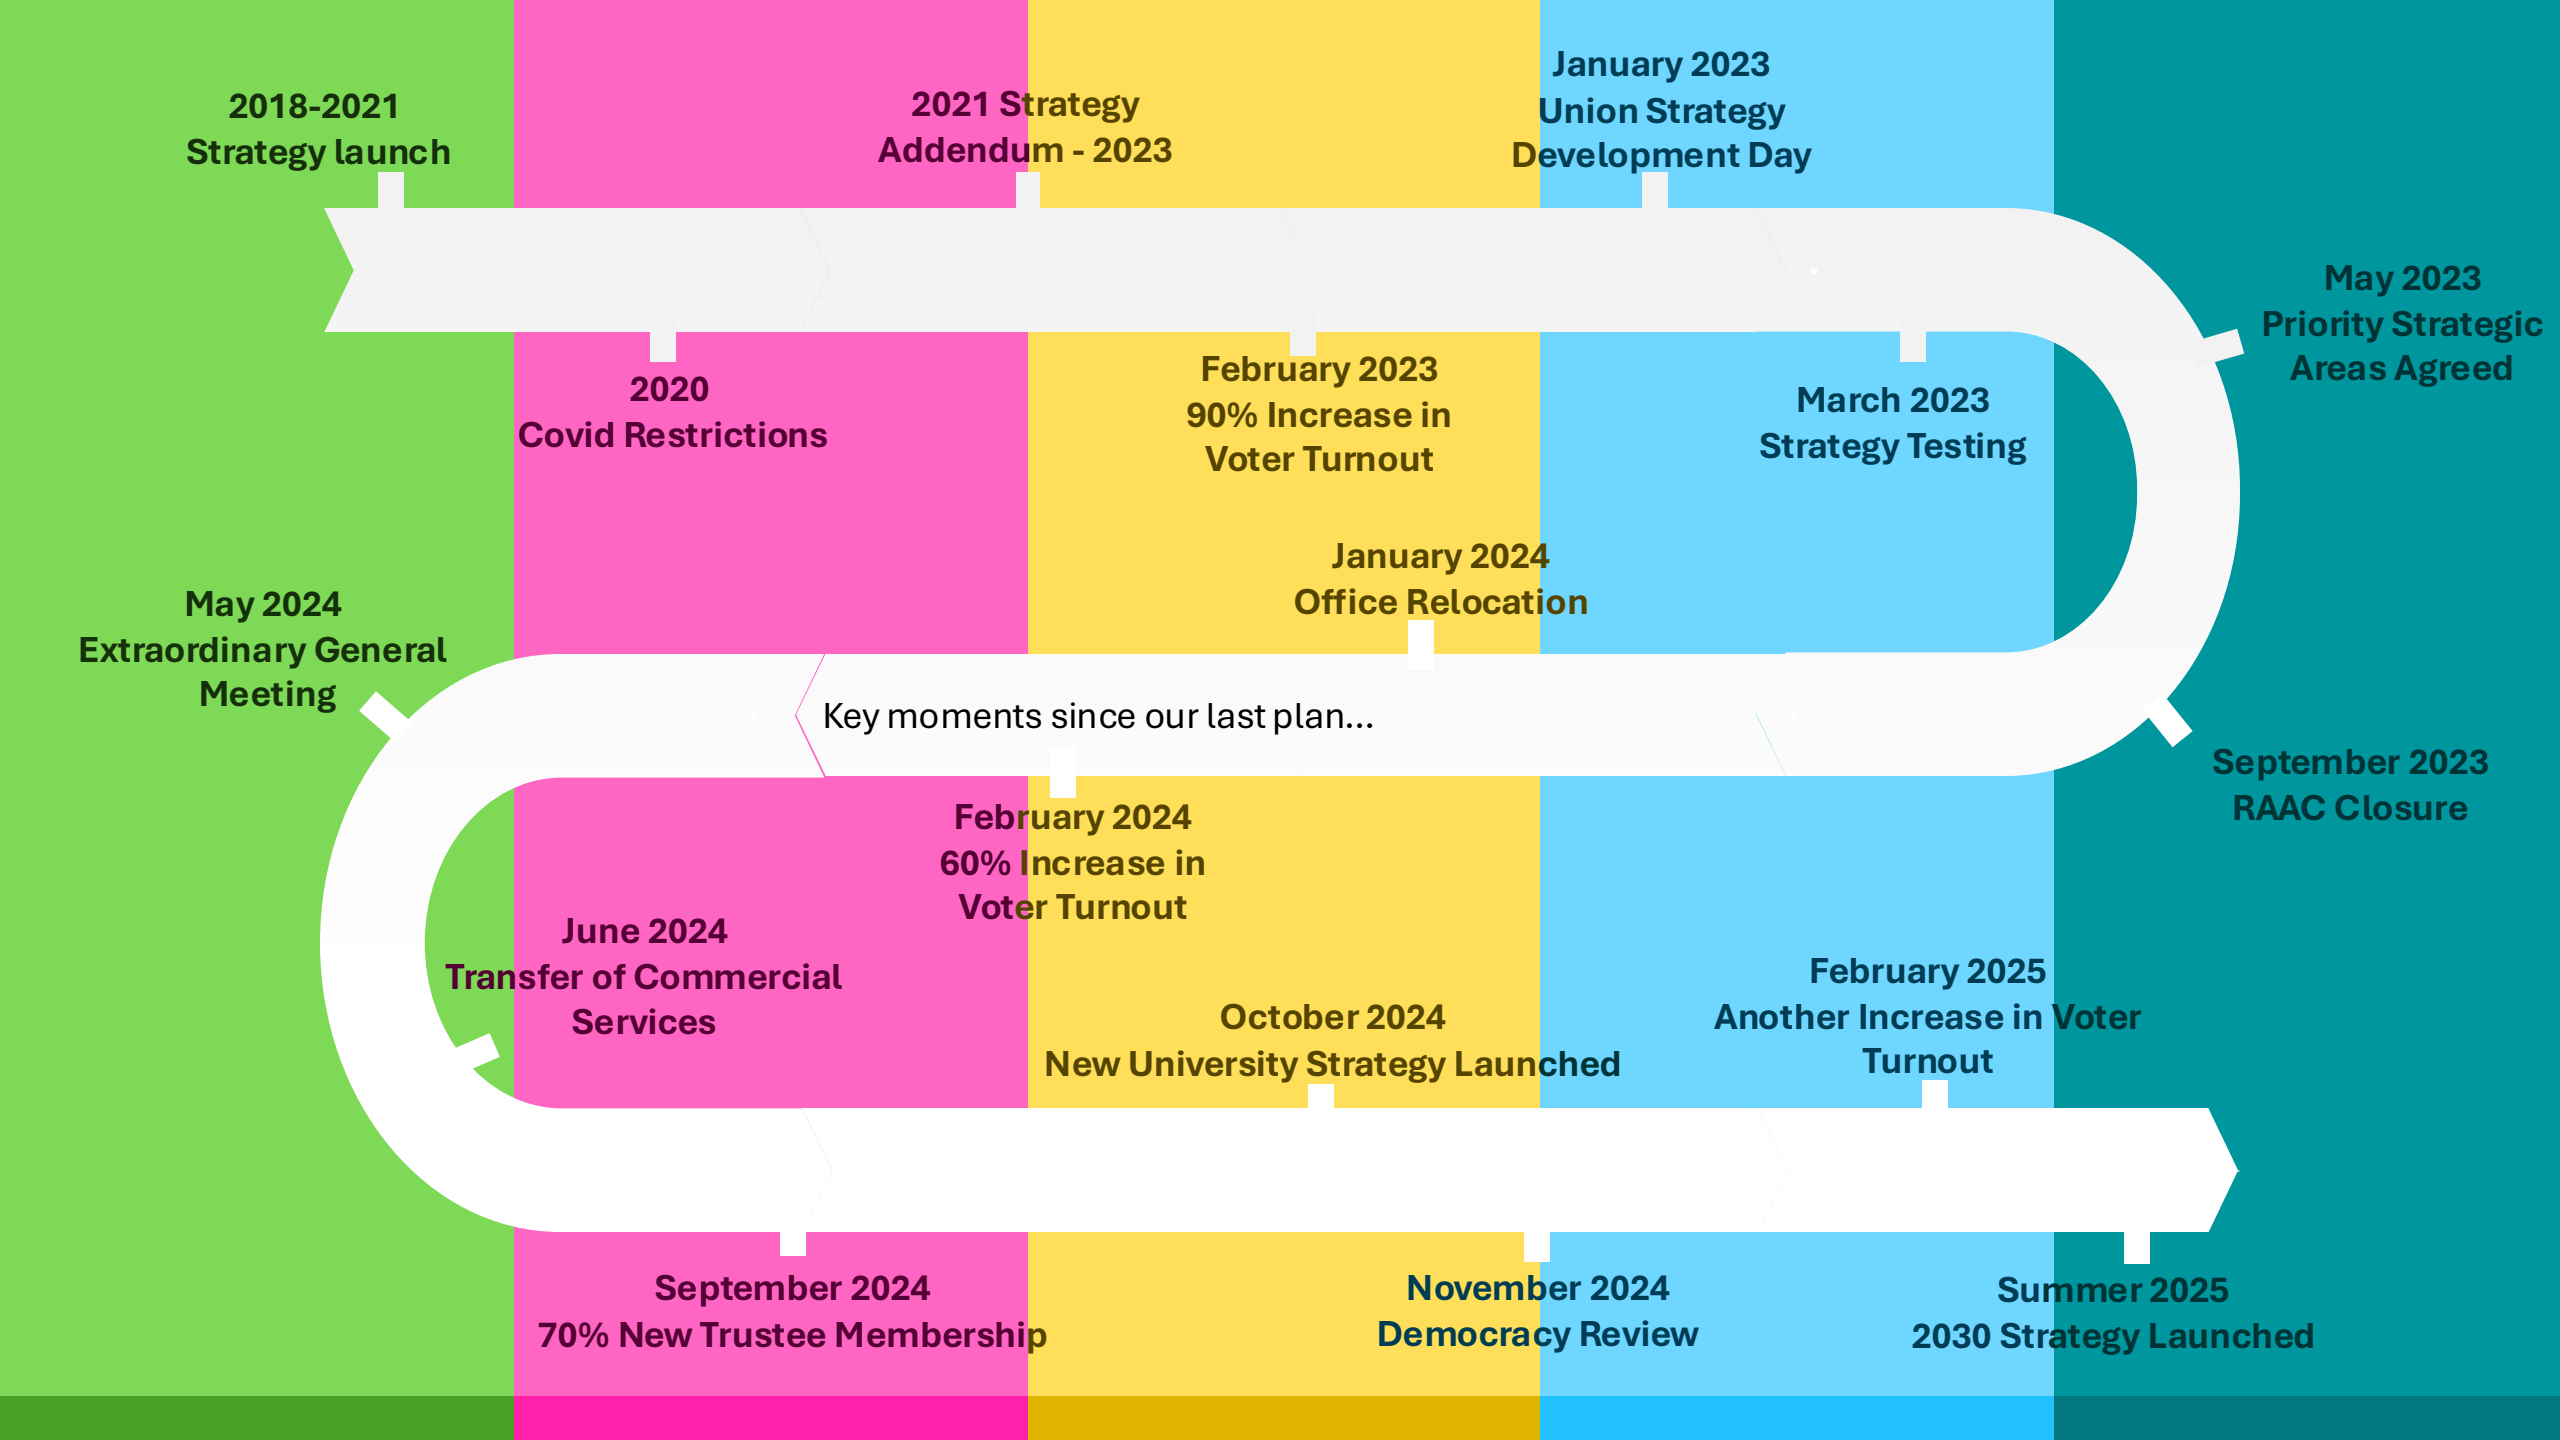 2018-2021
Strategy launch
2020
Covid Restrictions
2021 Strategy
Addendum - 2023
February 2023
90% Increase in
Voter Turnout
January 2023
Union Strategy
Development Day
March 2023
Strategy Testing
May 2023
Priority Strategic
Areas Agreed
September 2023
RAAC Closure
January 2024
Office Relocation
Key moments since our last plan...
February 2024
60% Increase in
Voter Turnout
May 2024
Extraordinary General
Meeting
June 2024
Transfer of Commercial
Services
September 2024
70% New Trustee Membership
October 2024
New University Strategy Launched
November 2024
Democracy Review
February 2025
Another Increase in Voter
Turnout
Summer 2025
2030 Strategy Launched